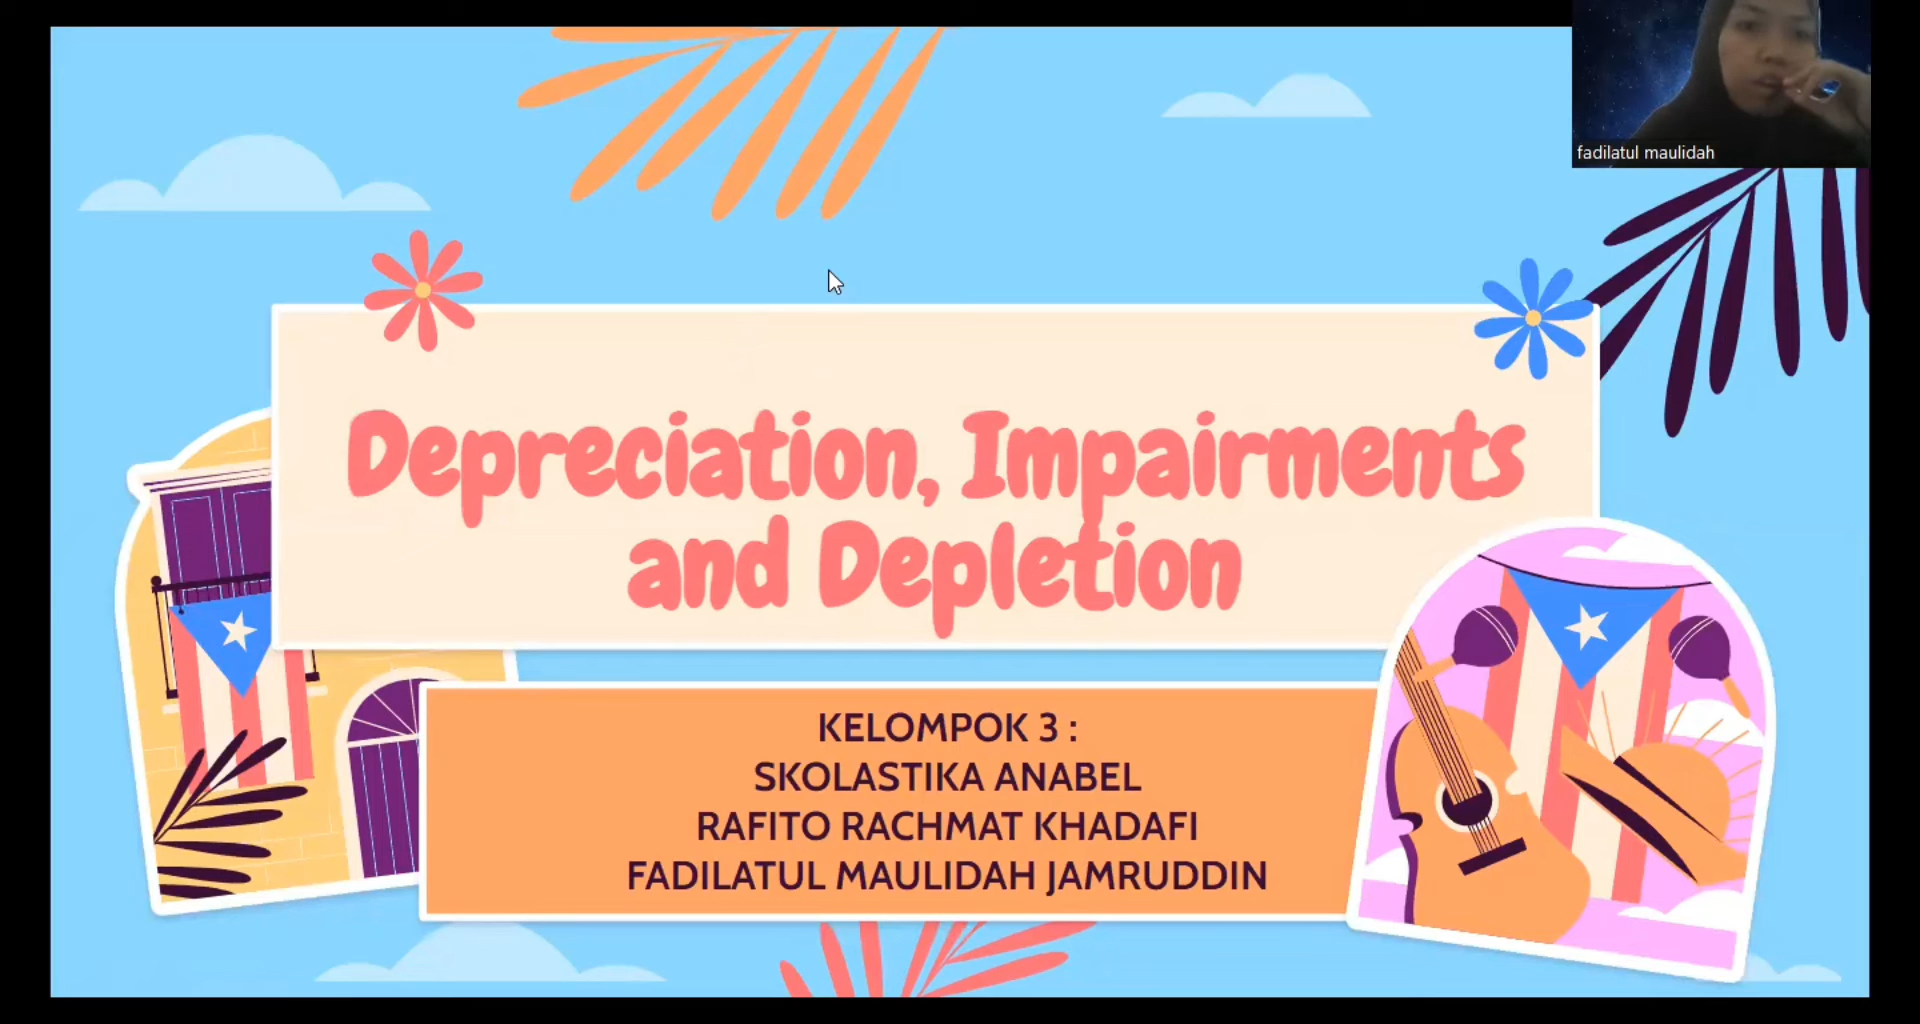 fadilatul maulidah
Depreciation, Impairments
and Depletion
KELOMPOK 3 :
SKOLASTIKA ANABEL
RAFITO RACHMAT KHADAFI
FADILATUL MAULIDAH JAMRUDDIN